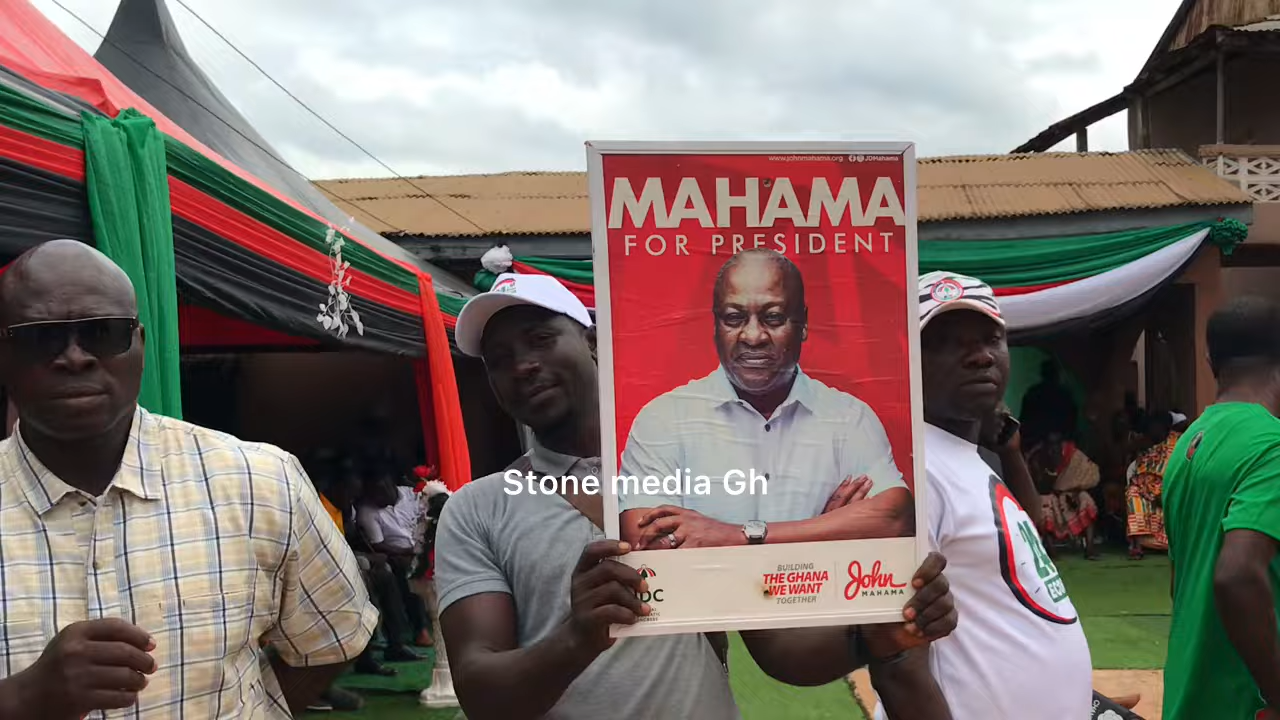 www.johnmahama.org JDMahama
MAHAMA
FOR PRESIDENT
Stone media Gh
BUILDING
THE GHANA
WE WANT
TOGETHER
John
MAHAMA
DC